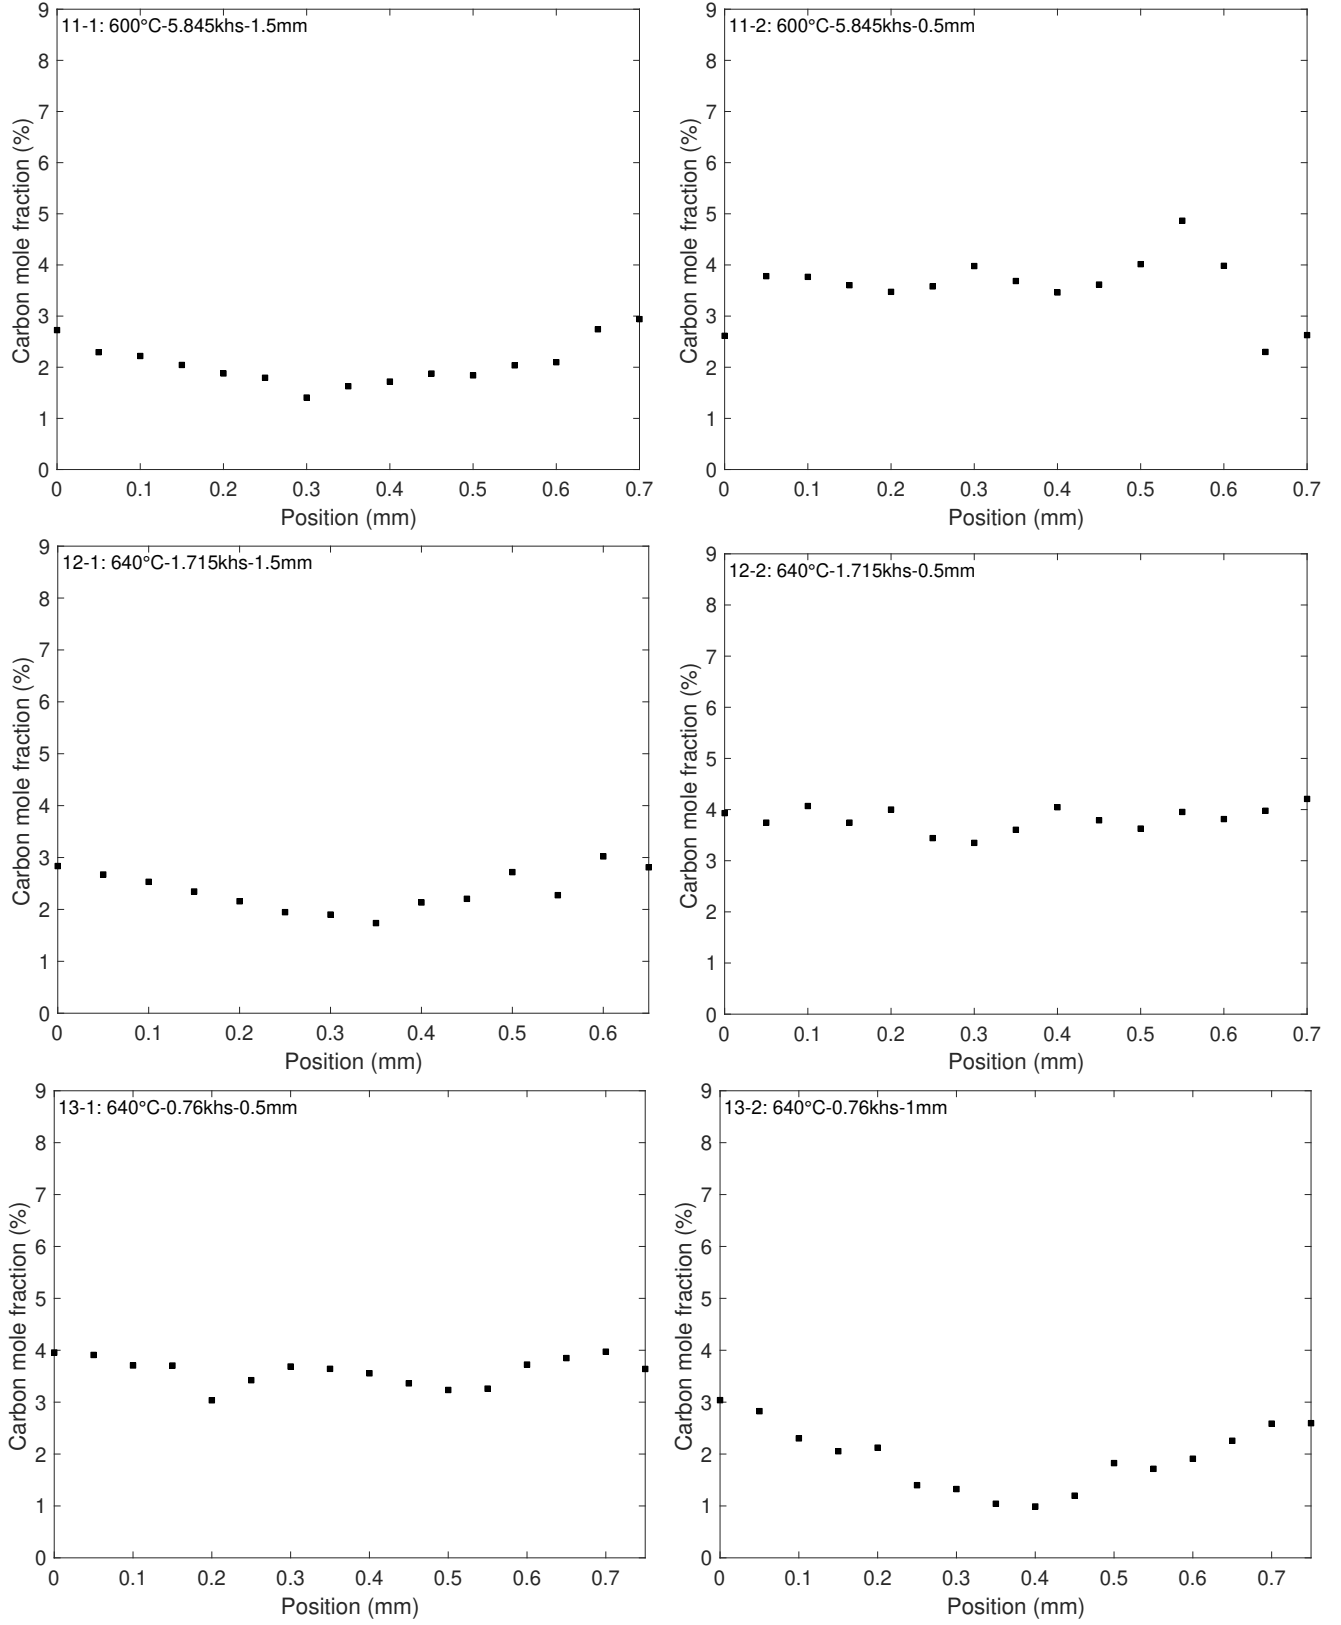 11-1: 600°C-5.845khs-1.5mm
Carbon mole fraction (%)
9
8
7
6
5
4
3
2
1
0
0 0.1 0.2 0.3 0.4 0.5 0.6 0.7
Position (mm)
11-2: 600°C-5.845khs-0.5mm
Carbon mole fraction (%)
9
8
7
6
5
4
3
2
1
0
0 0.1 0.2 0.3 0.4 0.5 0.6 0.7
Position (mm)
12-1: 640°C-1.715khs-1.5mm
Carbon mole fraction (%)
9
8
7
6
5
4
3
2
1
0
0 0.1 0.2 0.3 0.4 0.5 0.6
Position (mm)
12-2: 640°C-1.715khs-0.5mm
Carbon mole fraction (%)
9
8
7
6
5
4
3
2
1
0
0 0.1 0.2 0.3 0.4 0.5 0.6 0.7
Position (mm)
13-1: 640°C-0.76khs-0.5mm
Carbon mole fraction (%)
9
8
7
6
5
4
3
2
1
0
0 0.1 0.2 0.3 0.4 0.5 0.6 0.7
Position (mm)
13-2: 640°C-0.76khs-1mm
Carbon mole fraction (%)
9
8
7
6
5
4
3
2
1
0
0 0.1 0.2 0.3 0.4 0.5 0.6 0.7
Position (mm)